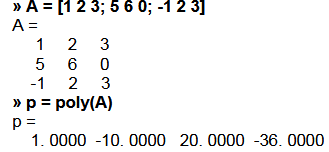 » A = [1 2 3; 5 6 0; -1 2 3]
A =
1 2 3
5 6 0
-1 2 3
» p = poly(A)
p =
1. 0000 -10. 0000 20. 0000 -36. 0000